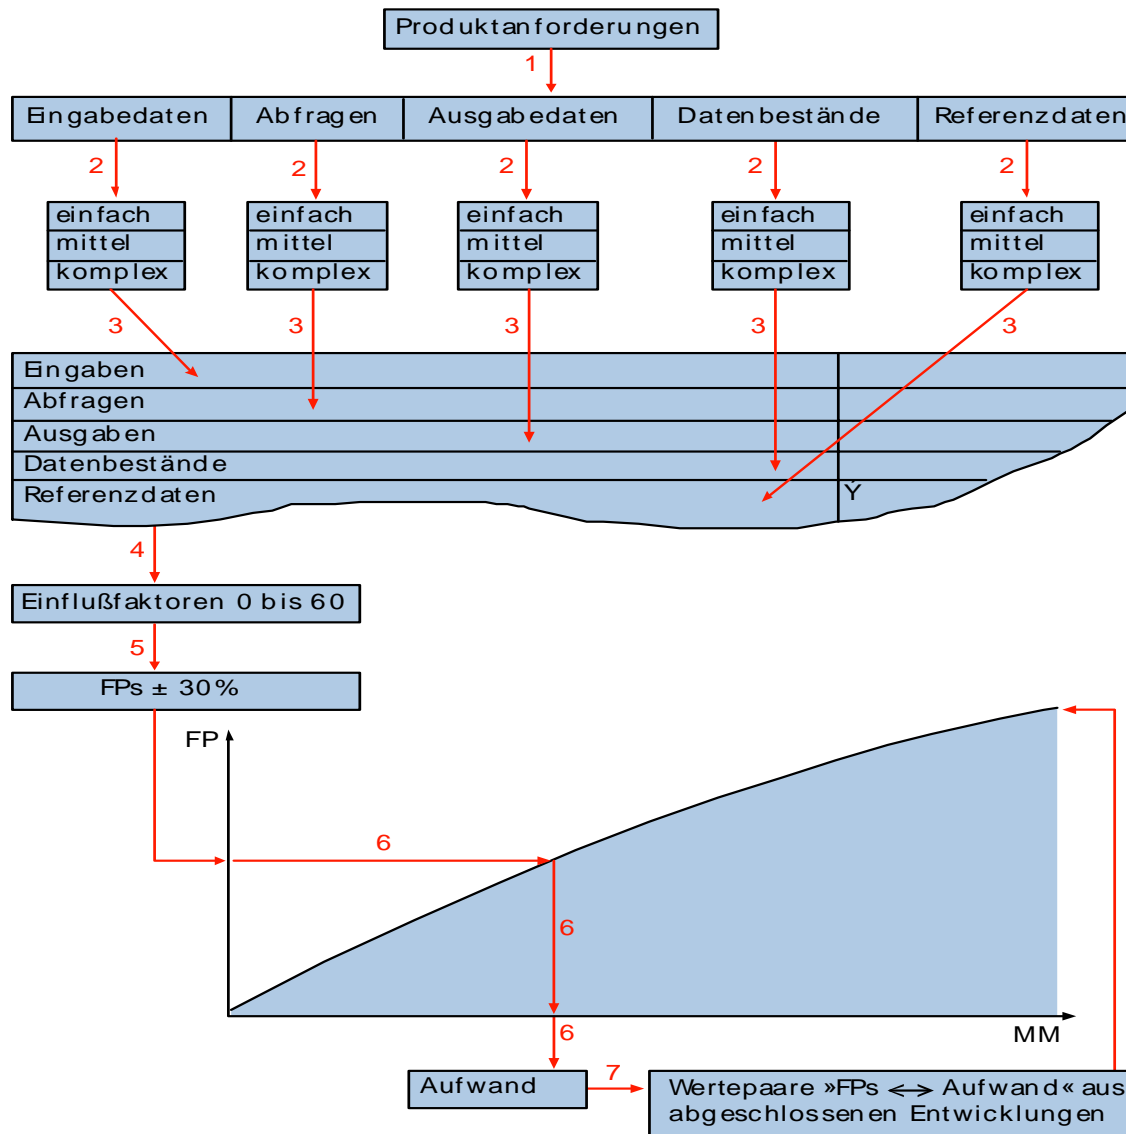 Produktanforderungen
1
Eingabedaten Abfragen Ausgabedaten Datenbestände Referenzdaten
2 2 2 2 2
einfach einfach einfach einfach einfach
mittel mittel mittel mittel mittel
komplex komplex komplex komplex komplex
3 3 3 3 3
Eingaben
Abfragen
Ausgaben
Datenbestände
Referenzdaten Ý
4
Einflußfaktoren 0 bis 60
5
FPs ± 30%
FP
6
6
MM
6
Aufwand 7 Wertepaare »FPs <-> Aufwand« aus
abgeschlossenen Entwicklungen